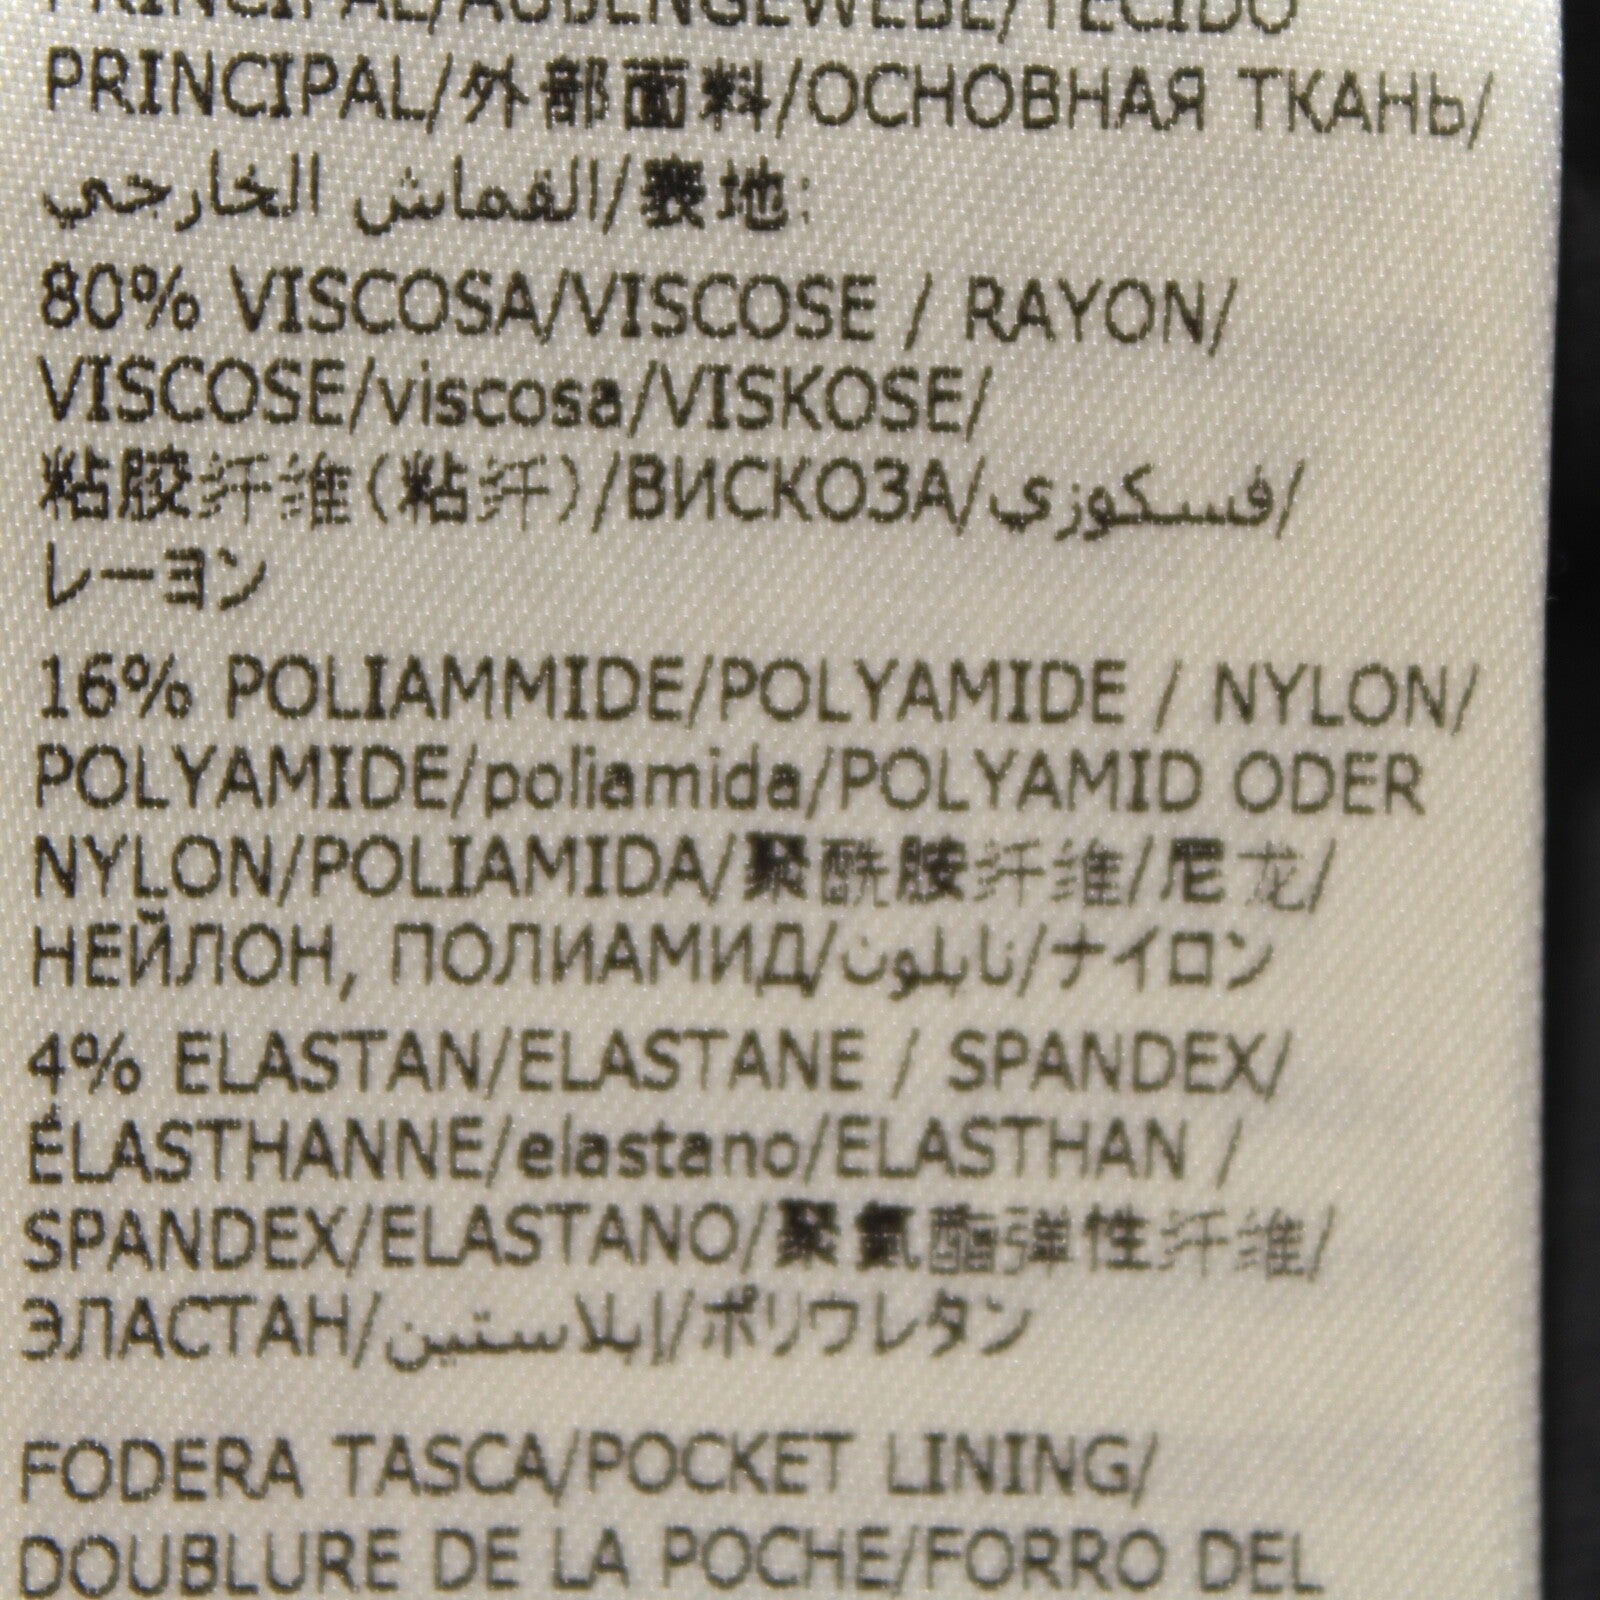 PRINCIPAL/AUßENGEWEBE/TECIDO
PRINCIPAL/外部面料/ОСНОВНАЯ ТКАНЬ/
القماش الخارجي/表地:
80% VISCOSA/VISCOSE / RAYON/
VISCOSE/viscosa/VISKOSE/
粘胶纤维(粘纤)/ВИСКОЗА/فسكوزي/
レーヨン
16% POLIAMMIDE/POLYAMIDE / NYLON/
POLYAMIDE/poliamida/POLYAMID ODER
NYLON/POLIAMIDA/聚酰胺纤维/尼龙/
НЕЙЛОН, ПОЛИАМИД/نايلون/ナイロン
4% ELASTAN/ELASTANE / SPANDEX/
ÉLASTHANNE/elastano/ELASTHAN /
SPANDEX/ELASTANO/聚氨酯弹性纤维/
ЭЛАСТАН/إيلاستين/ポリウレタン
FODERA TASCA/POCKET LINING/
DOUBLURE DE LA POCHE/FORRO DEL